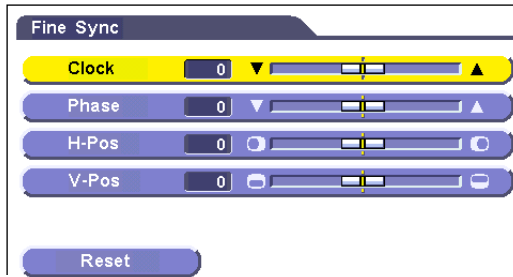 Fine Sync
Clock 0
Phase 0
H-Pos 0
V-Pos 0
Reset